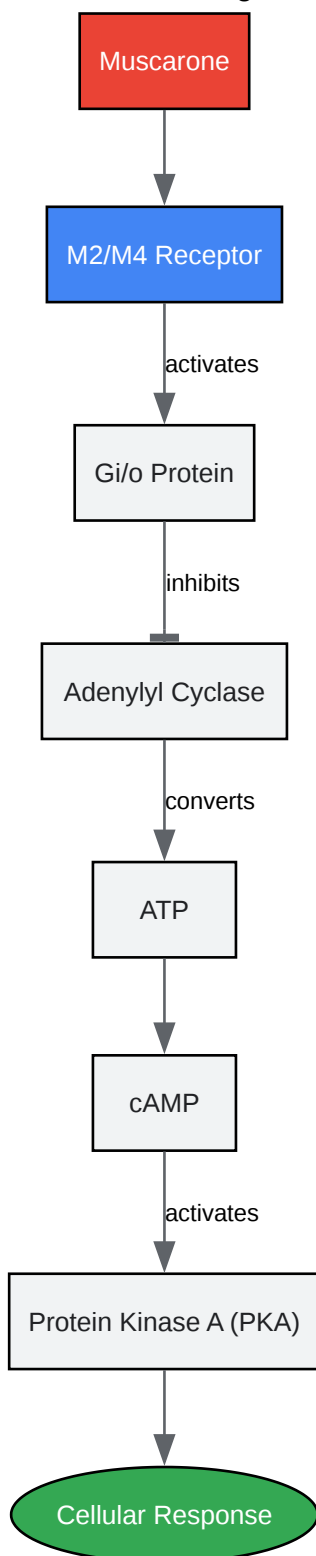 Muscarone
M2/M4 Receptor
activates
Gi/o Protein
inhibits
Adenylyl Cyclase
converts
ATP
cAMP
activates
Protein Kinase A (PKA)
Cellular Response